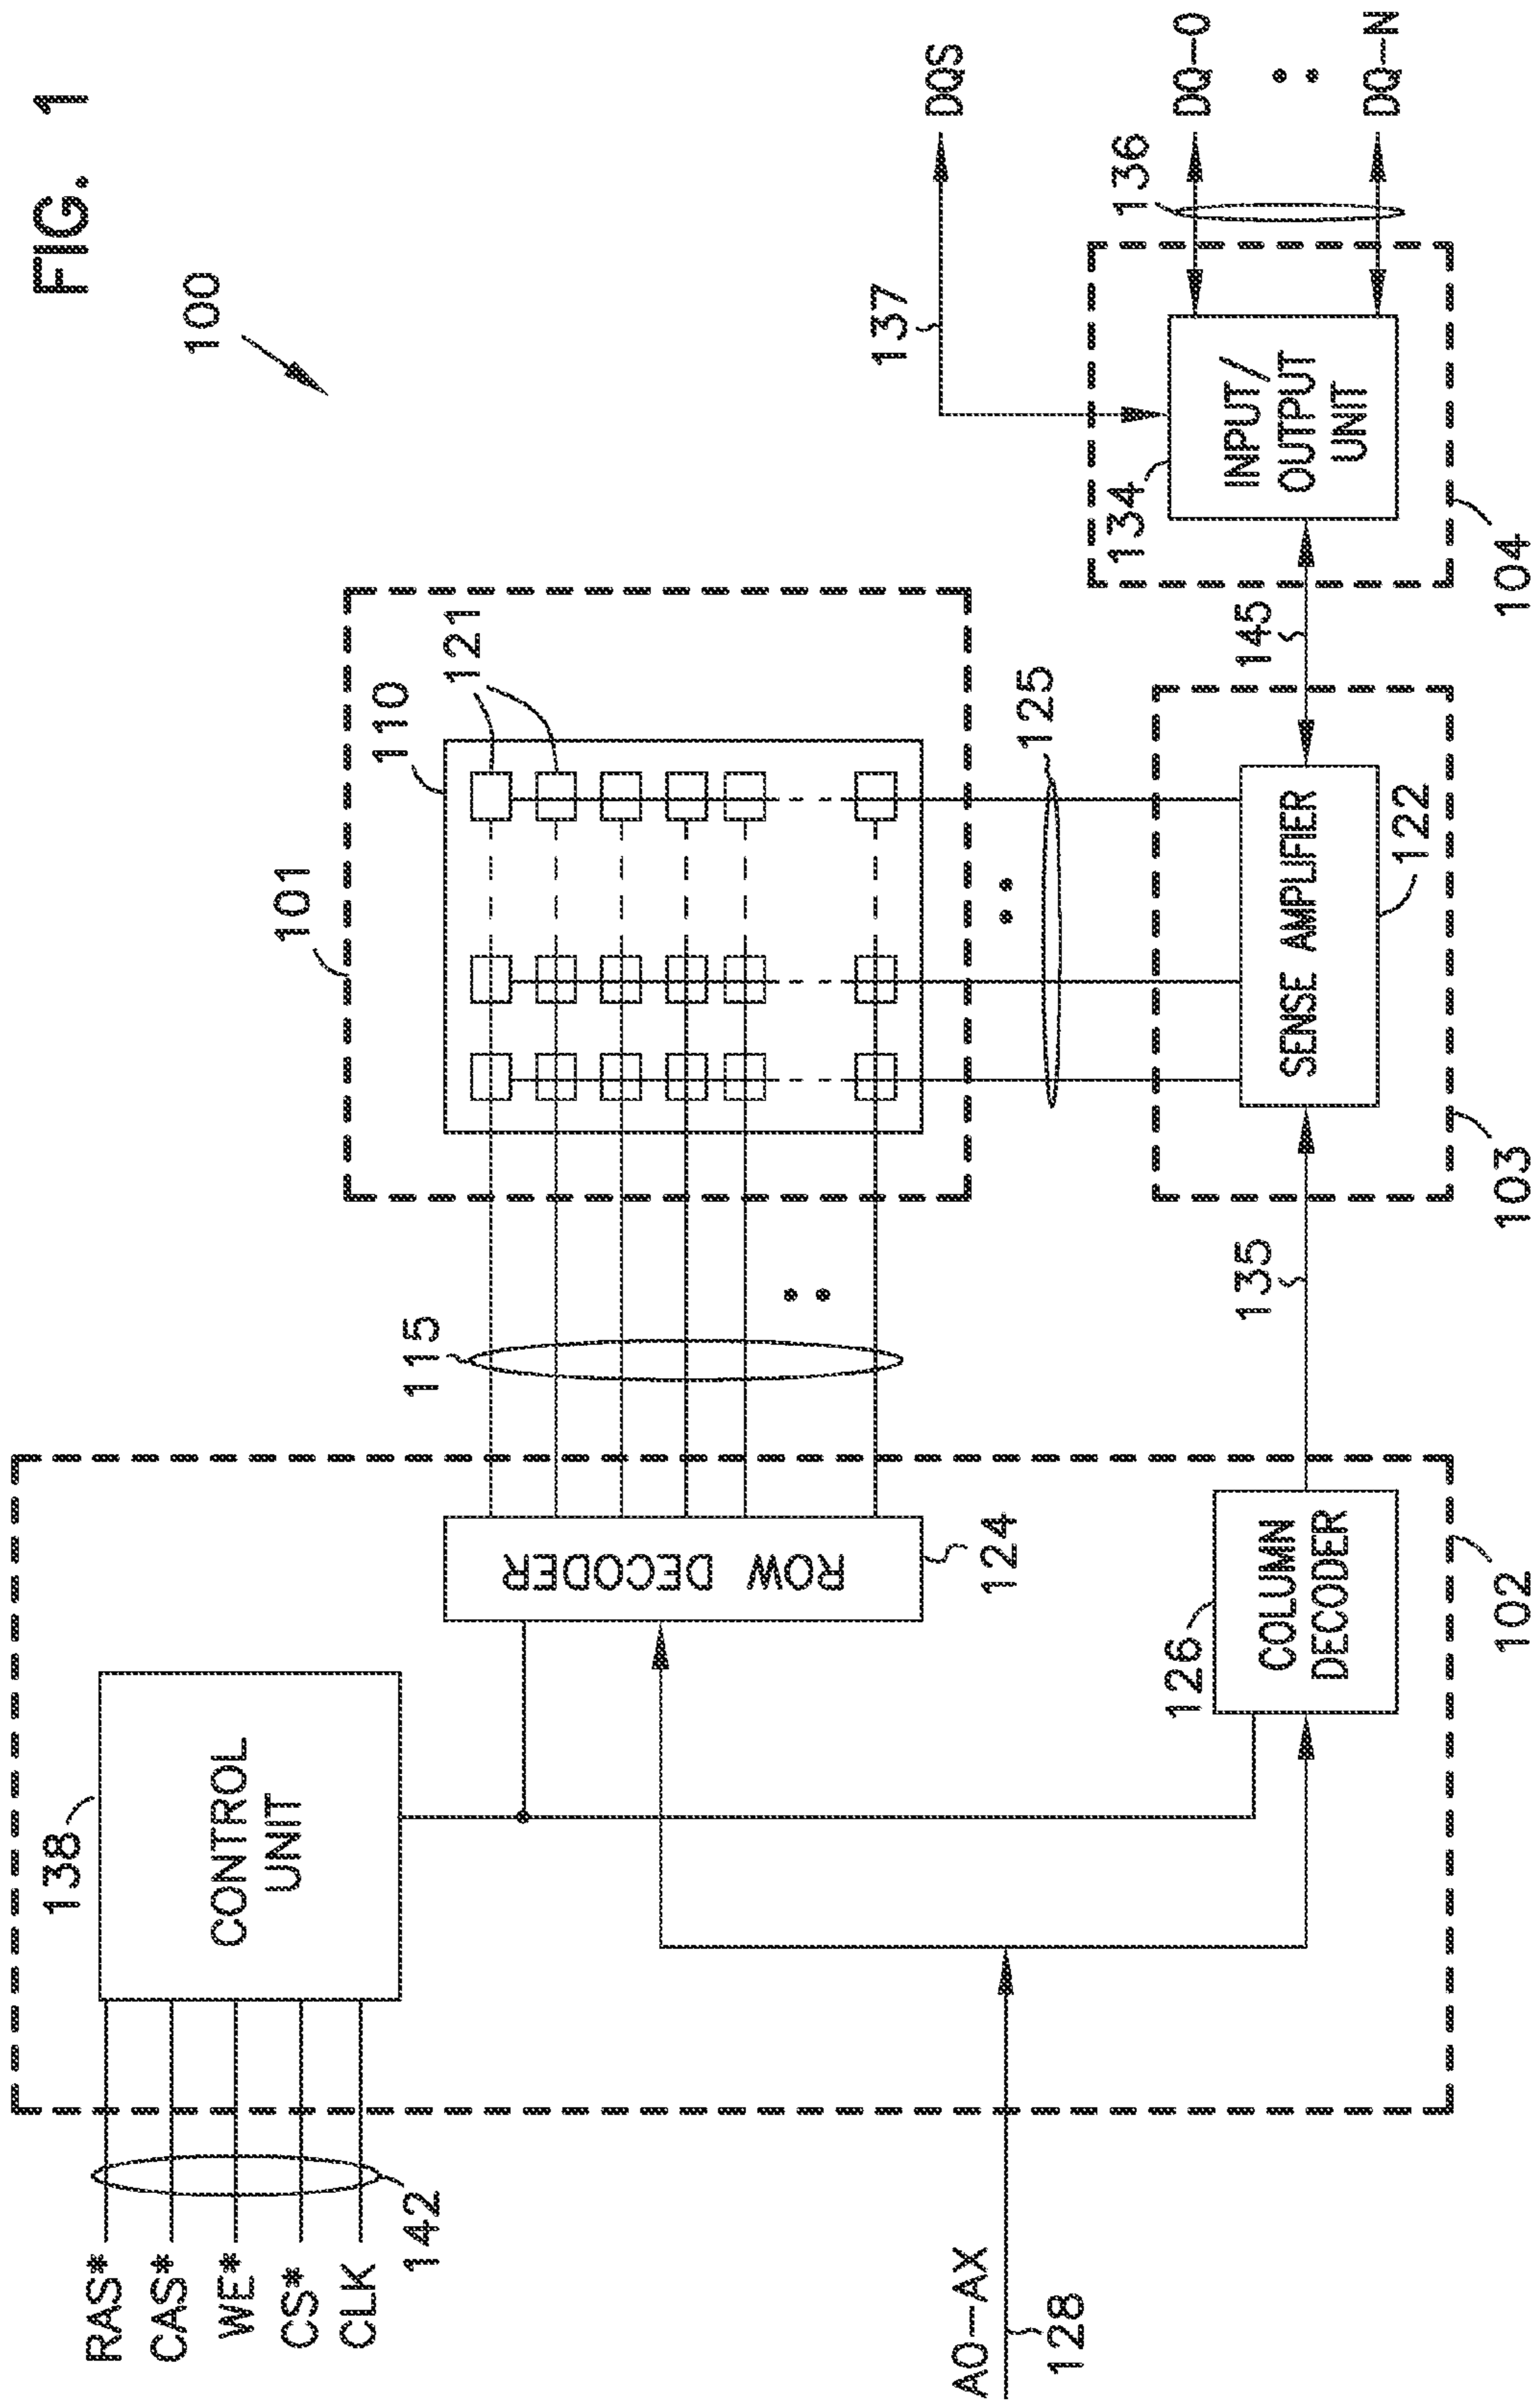 FIG. 1
100
RAS*
CAS*
WE*
CS*
CLK
142
138
CONTROL
UNIT
A0–AX
128
ROW DECODER
124
126
COLUMN
DECODER
102
115
101
110
121
125
135
SENSE AMPLIFIER
122
103
145
134
INPUT/
OUTPUT
UNIT
104
137
DQS
136
DQ–0
DQ–N